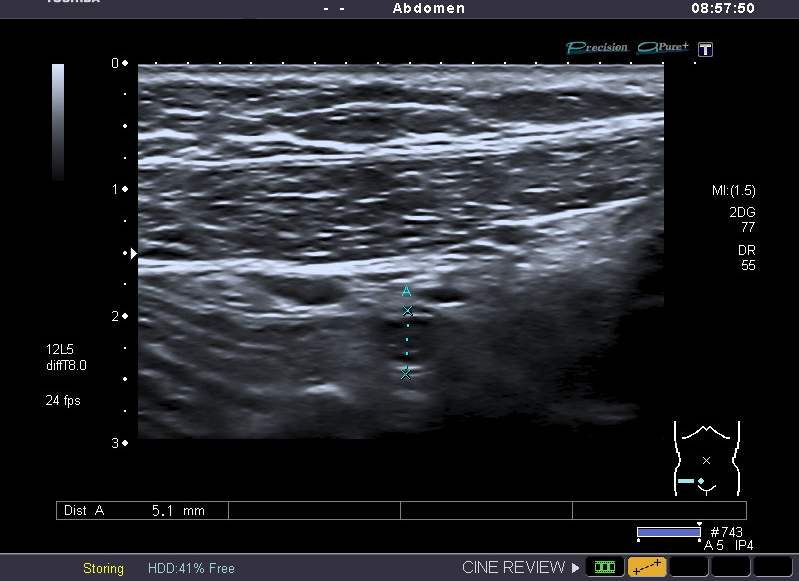 - - Abdomen 08:57:50
Precision APure+ T
0
1
2
3
MI:(1.5)
2DG
77
DR
55
12L5
diffT8.0
24 fps
A
Dist A 5.1 mm
#743
A 5 IP4
Storing HDD:41% Free CINE REVIEW